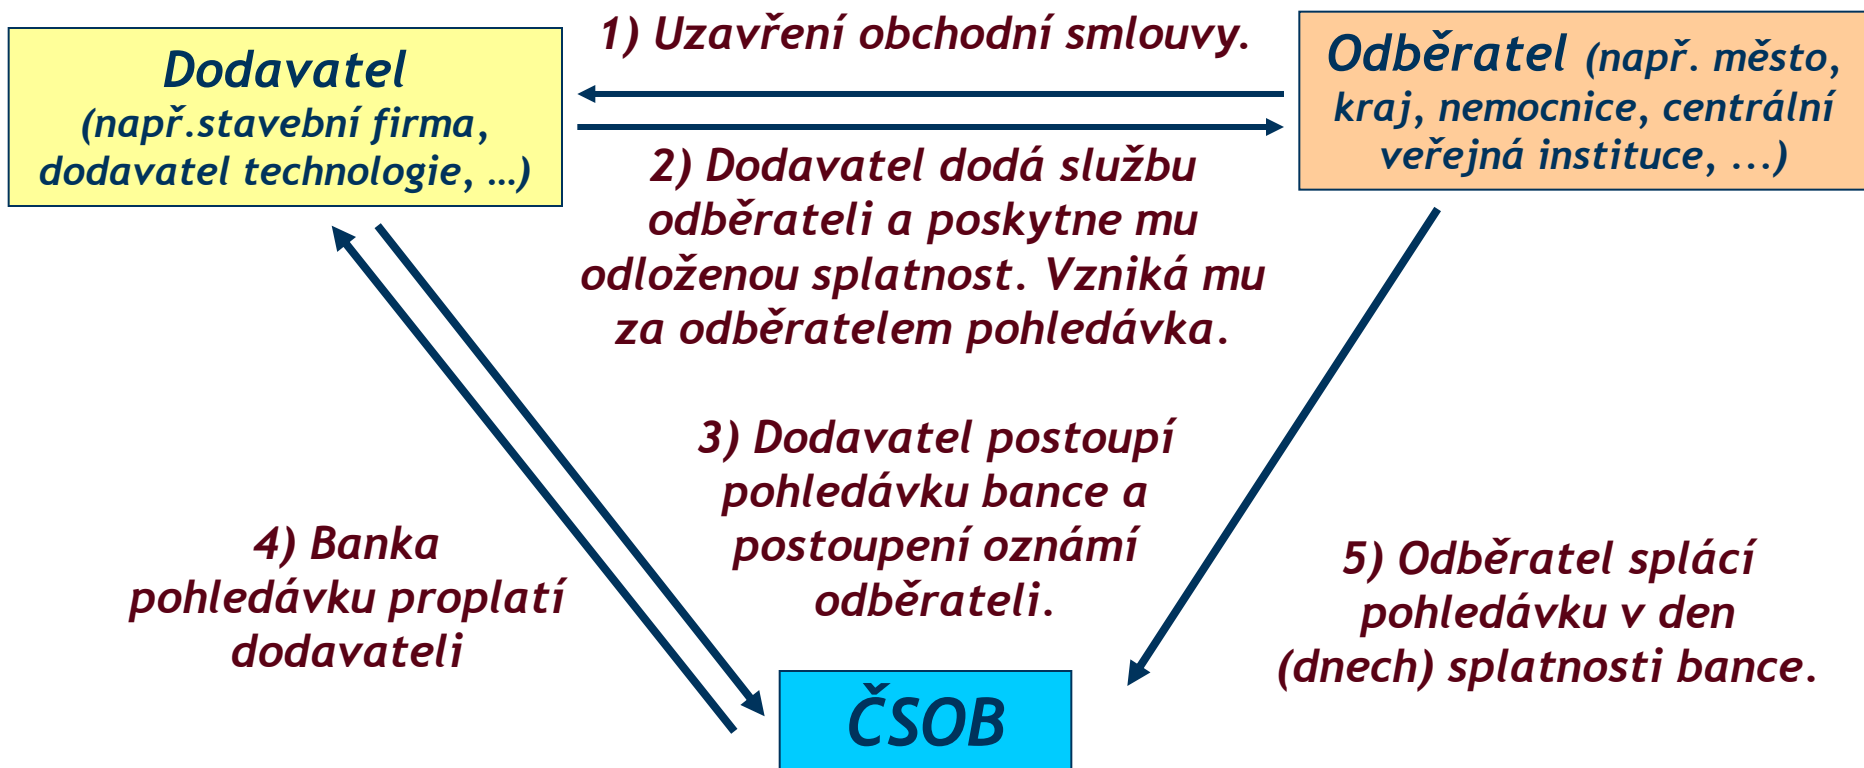 Dodavatel
(např.stavební firma,
dodavatel technologie, …)
1) Uzavření obchodní smlouvy.
Odběratel (např. město,
kraj, nemocnice, centrální
veřejná instituce, ...)
2) Dodavatel dodá službu
odběrateli a poskytne mu
odloženou splatnost. Vzniká mu
za odběratelem pohledávka.
3) Dodavatel postoupí
pohledávku bance a
postoupení oznámí
odběrateli.
4) Banka
pohledávku proplatí
dodavateli
5) Odběratel splácí
pohledávku v den
(dnech) splatnosti bance.
ČSOB